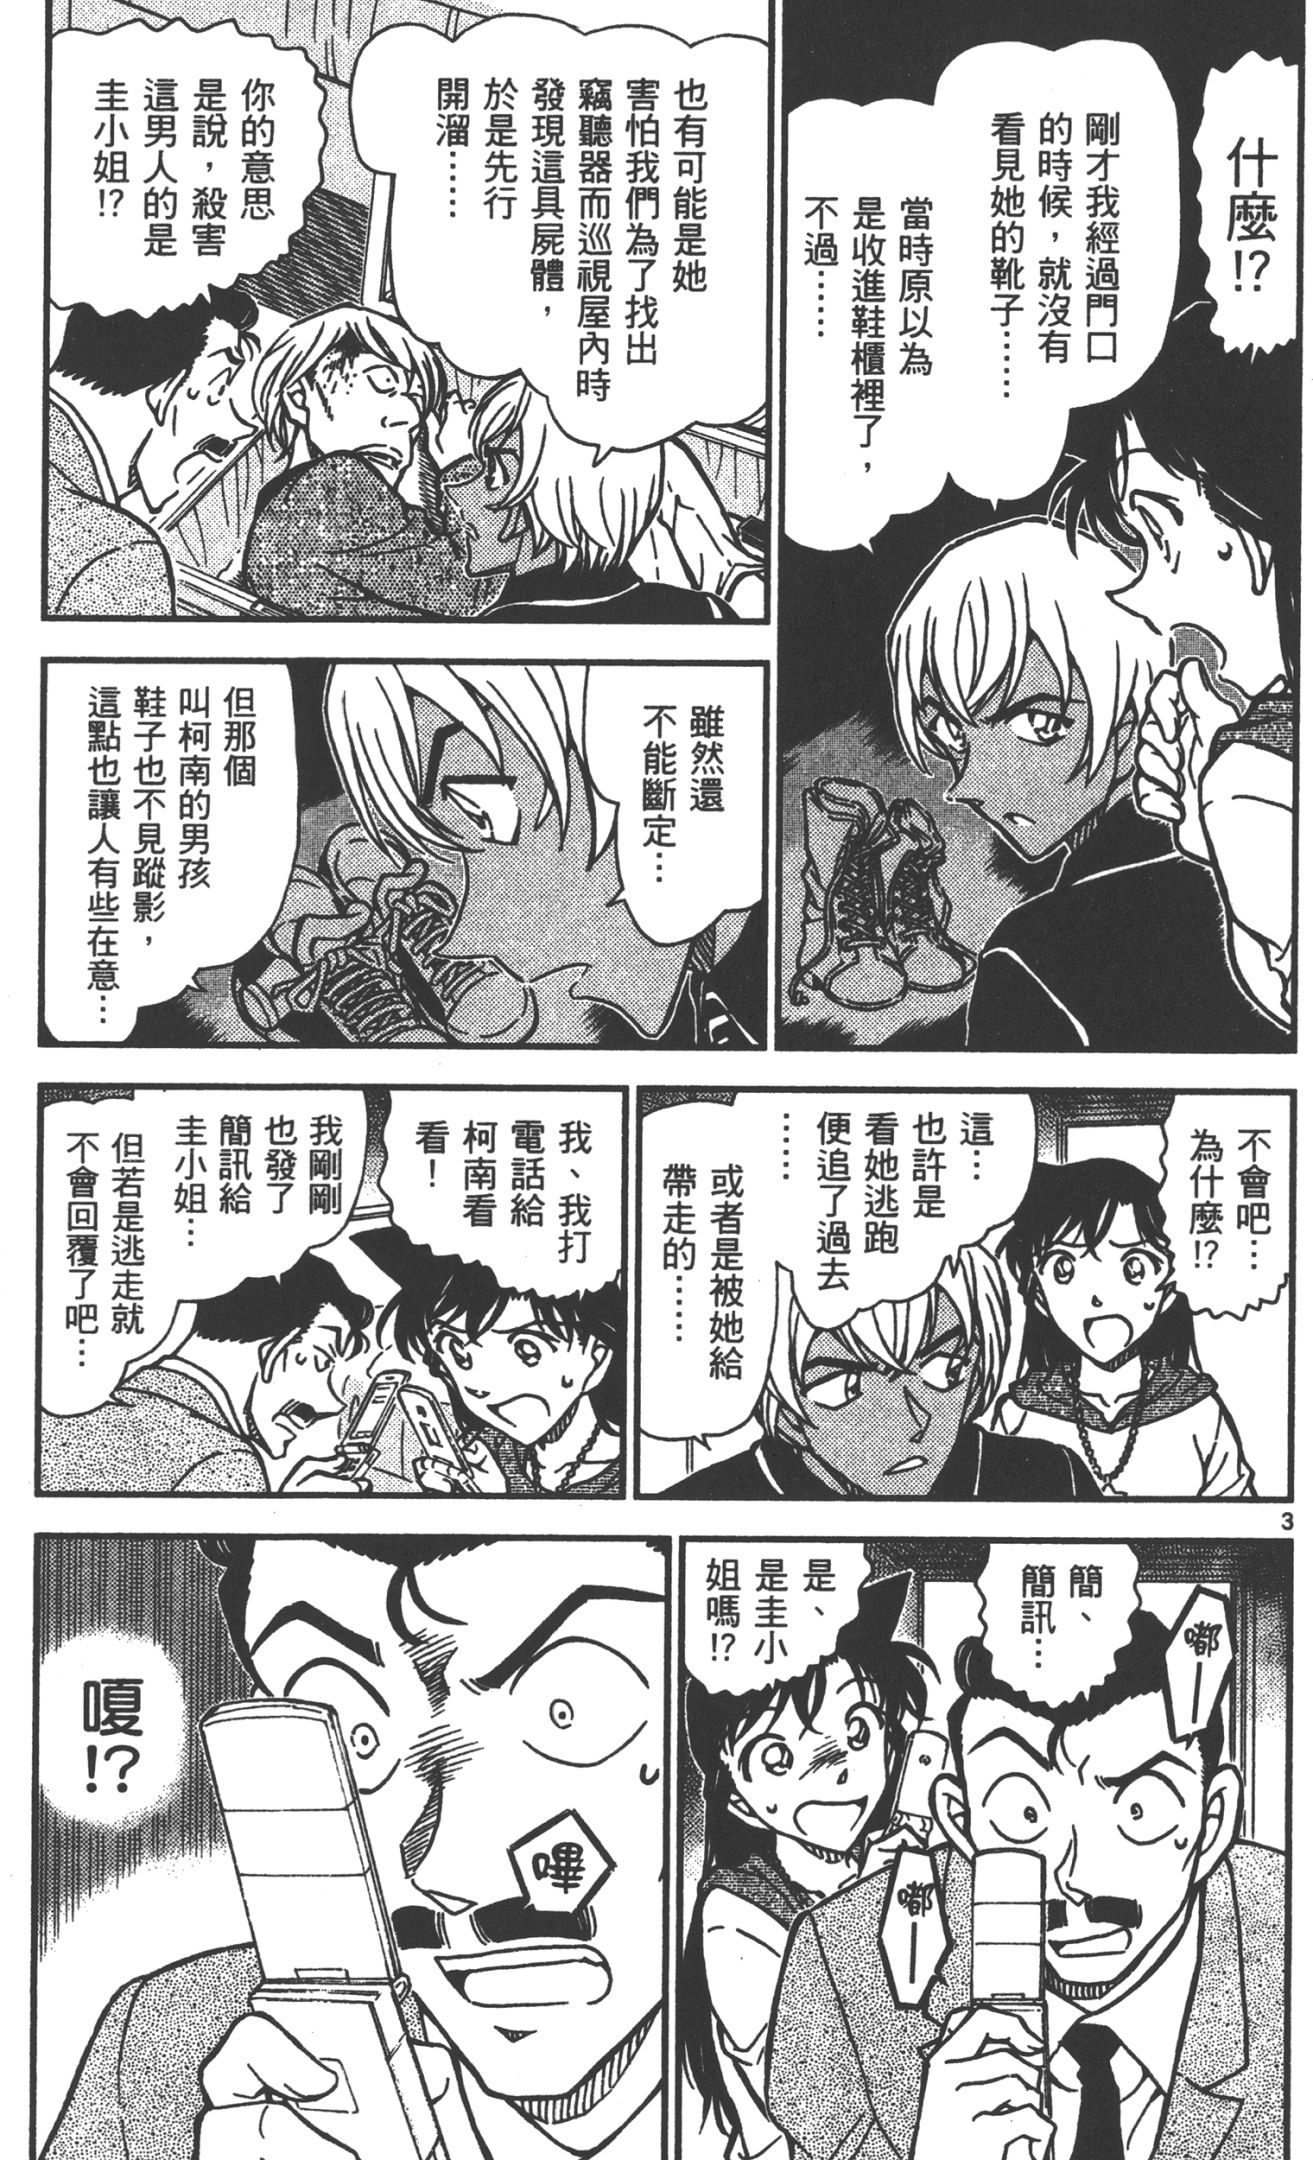 什麼!?
剛才我經過門口
的時候，就沒有
看見她的靴子……
當時原以為
是收進鞋櫃裡了，
不過……
也有可能是她
害怕我們為了找出
竊聽器而巡視屋內時
發現這具屍體，
於是先行
開溜……
你的意思
是說，殺害
這男人的是
圭小姐!?
雖然還
不能斷定…
但那個
叫柯南的男孩
鞋子也不見蹤影，
這點也讓人有些在意…
不會吧…
為什麼!?
這…
也許是
看她逃跑
便追了過去
……
或者是被她給
帶走的……
我、我打
電話給
柯南看
看！
我剛剛
也發了
簡訊給
圭小姐…
但若是逃走就
不會回覆了吧…
3
嘟—
簡、
簡訊…
是、
是圭小
姐嗎!?
嘟—
嗶
嗄!?